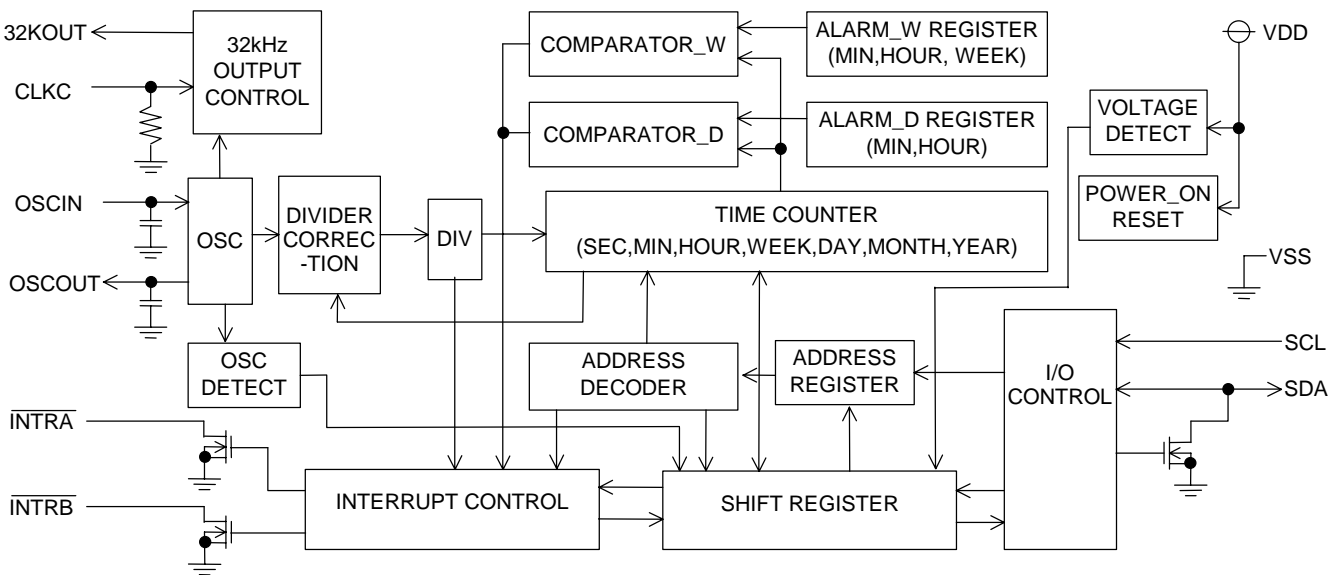 32KOUT
CLKC
OSCIN
OSCOUT
INTRA
INTRB
32kHz
OUTPUT
CONTROL
OSC
OSC
DETECT
DIVIDER
CORREC
-TION
DIV
COMPARATOR_W
COMPARATOR_D
ALARM_W REGISTER
(MIN,HOUR, WEEK)
ALARM_D REGISTER
(MIN,HOUR)
TIME COUNTER
(SEC,MIN,HOUR,WEEK,DAY,MONTH,YEAR)
ADDRESS
DECODER
ADDRESS
REGISTER
INTERRUPT CONTROL
SHIFT REGISTER
I/O
CONTROL
VOLTAGE
DETECT
POWER_ON
RESET
VDD
VSS
SCL
SDA